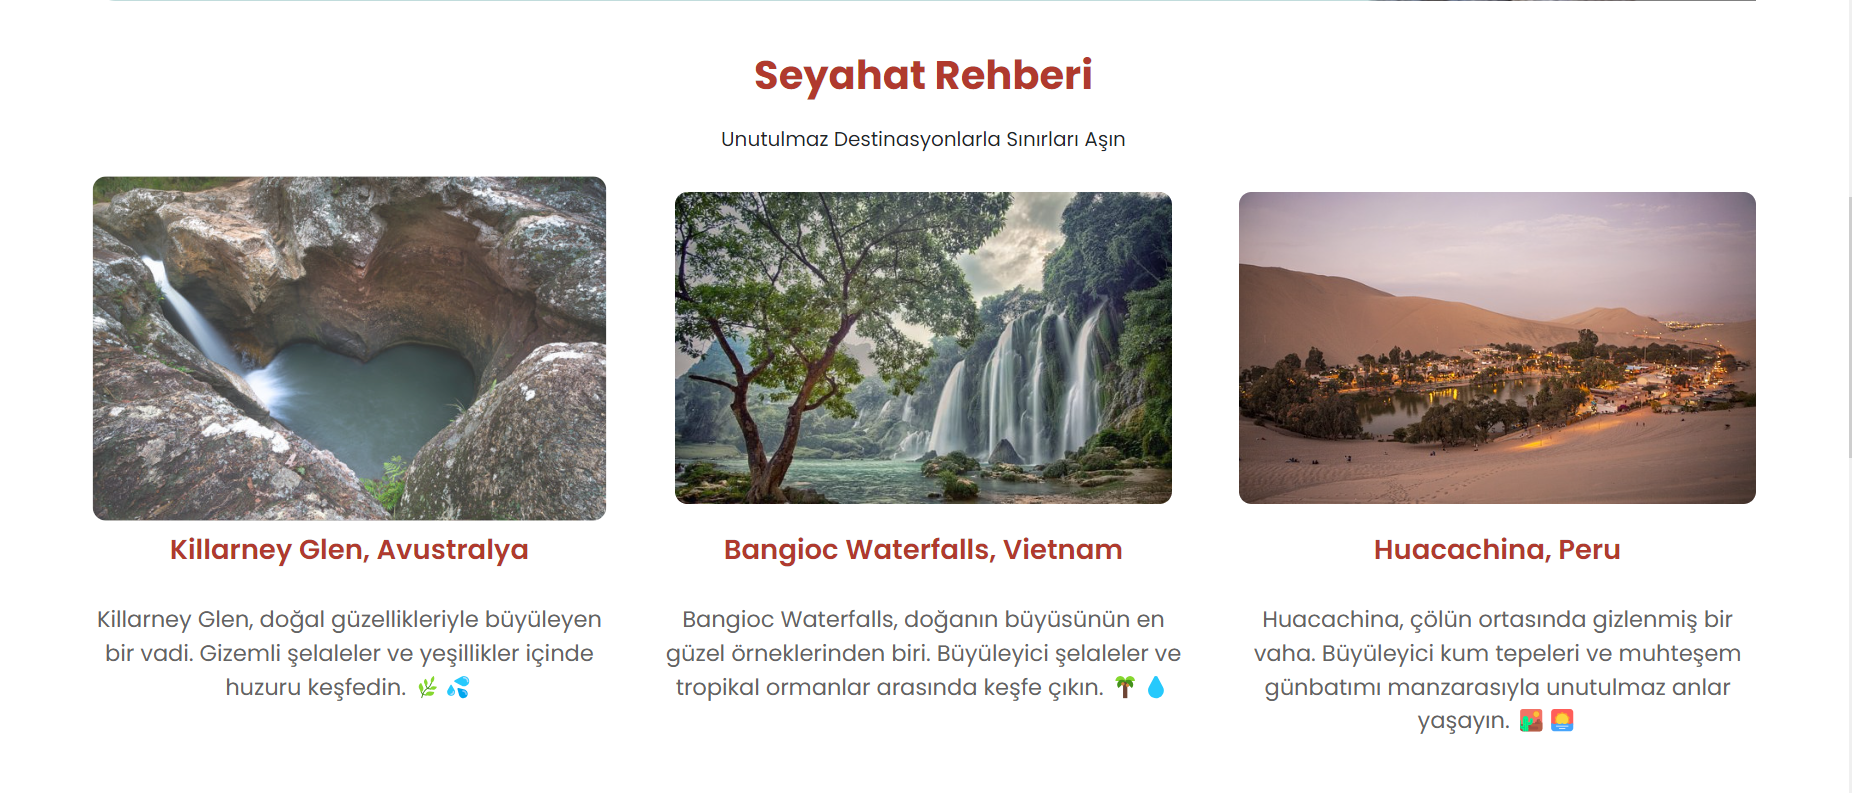 Seyahat Rehberi
Unutulmaz Destinasyonlarla Sınırları Aşın
Killarney Glen, Avustralya
Killarney Glen, doğal güzellikleriyle büyüleyen
bir vadi. Gizemli şelaleler ve yeşillikler içinde
huzuru keşfedin. 🌿 💦
Bangioc Waterfalls, Vietnam
Bangioc Waterfalls, doğanın büyüsünün en
güzel örneklerinden biri. Büyüleyici şelaleler ve
tropikal ormanlar arasında keşfe çıkın. 🌴 💧
Huacachina, Peru
Huacachina, çölün ortasında gizlenmiş bir
vaha. Büyüleyici kum tepeleri ve muhteşem
günbatımı manzarasıyla unutulmaz anlar
yaşayın. 🏜️ 🌅